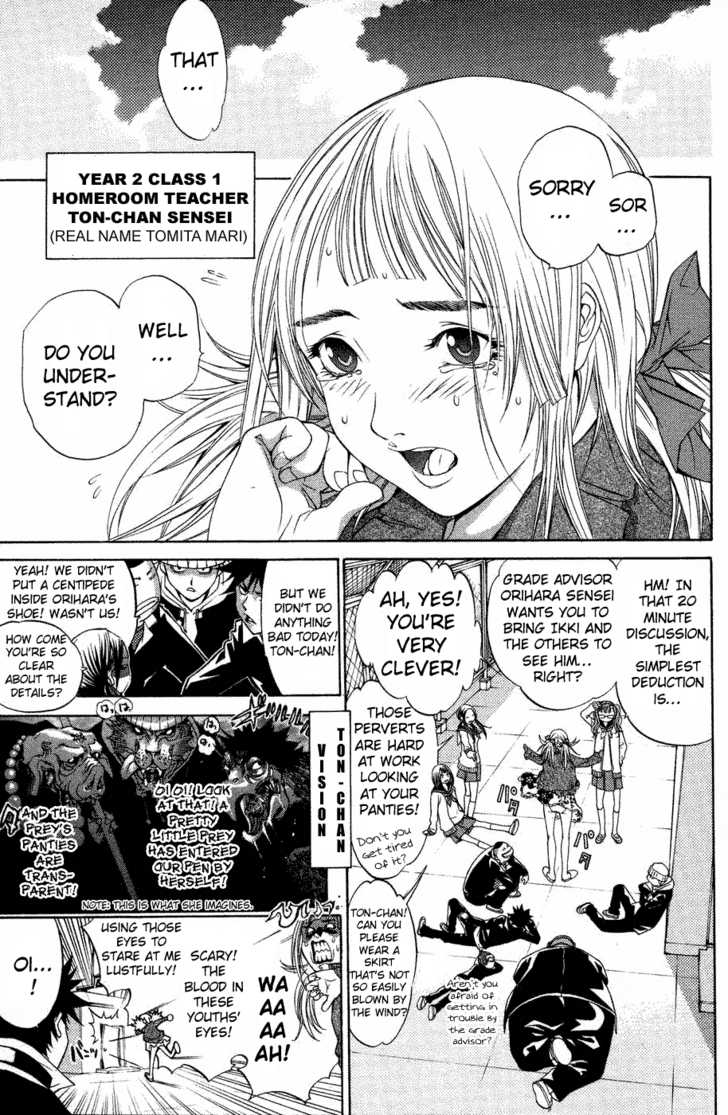 SOR
...
SORRY
...
THAT
...
YEAR 2 CLASS 1
HOMEROOM TEACHER
TON-CHAN SENSEI
(REAL NAME TOMITA MARI)
WELL
...
DO YOU
UNDER-
STAND?
HM! IN
THAT 20
MINUTE
DISCUSSION,
THE
SIMPLEST
DEDUCTION
IS...
GRADE ADVISOR
ORIHARA SENSEI
WANTS YOU TO
BRING IKKI AND
THE OTHERS TO
SEE HIM...
RIGHT?
AH, YES!
YOU'RE
VERY
CLEVER!
THOSE
PERVERTS
ARE HARD
AT WORK
LOOKING
AT YOUR
PANTIES!
Don't you
get tired
of it?
パタ
パタ
TON-CHAN!
CAN YOU
PLEASE
WEAR A
SKIRT
THAT'S NOT
SO EASILY
BLOWN BY
THE WIND?
Aren't you
afraid of
getting in
trouble by
the grade
advisor?
BUT WE
DIDN'T DO
ANYTHING
BAD TODAY!
TON-CHAN!
YEAH! WE DIDN'T
PUT A CENTIPEDE
INSIDE ORIHARA'S
SHOE! WASN'T US!
HOW COME
YOU'RE SO
CLEAR
ABOUT THE
DETAILS?
TON-CHAN
VISION
OIOI! LOOK
AT THAT! A
PRETTY
LITTLE PREY
HAS ENTERED
OUR PEN BY
HERSELF!
AND THE
PREY'S
PANTIES
ARE
TRANS-
PARENT!
NOTE: THIS IS WHAT SHE IMAGINES.
WA
AA
AA
AH!
SCARY!
THE
BLOOD IN
THESE
YOUTHS'
EYES!
USING THOSE
EYES TO
STARE AT ME
LUSTFULLY!
OI...
!